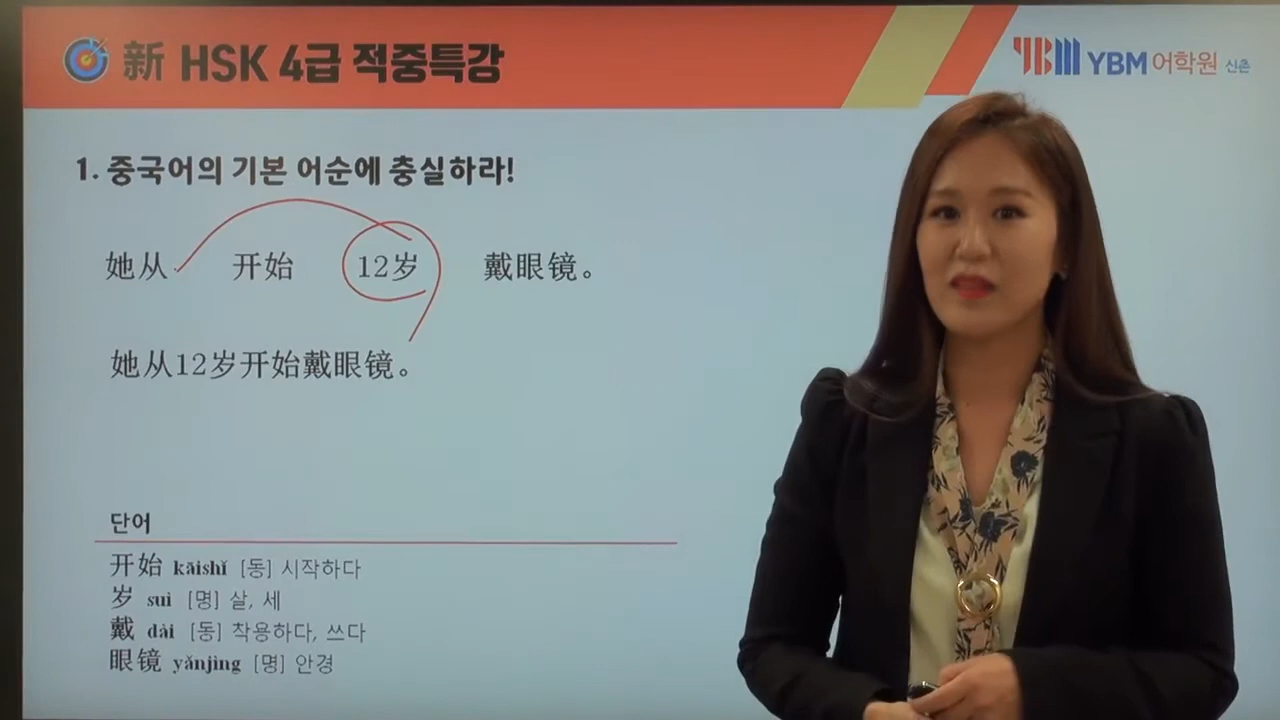 新 HSK 4급 적중특강
YBM YBM 어학원 신촌
1. 중국어의 기본 어순에 충실하라!
她从 开始 12岁 戴眼镜。
她从12岁开始戴眼镜。
단어
开始 kāishǐ [동] 시작하다
岁 suì [명] 살, 세
戴 dài [동] 착용하다, 쓰다
眼镜 yǎnjìng [명] 안경